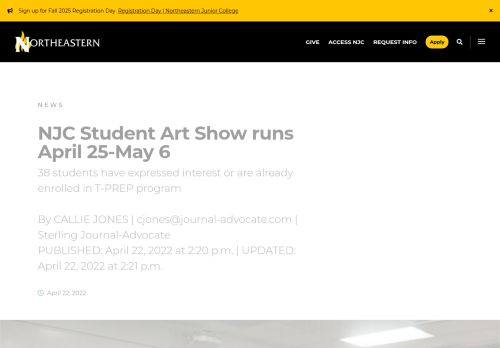 Sign up for Fall 2025 Registration Day Registration Day | Northeastern Junior College ×
NORTHEASTERN
GIVE ACCESS NJC REQUEST INFO Apply
NEWS
NJC Student Art Show runs
April 25-May 6
38 students have expressed interest or are already
enrolled in T-PREP program
By CALLIE JONES | cjones@journal-advocate.com |
Sterling Journal-Advocate
PUBLISHED: April 22, 2022 at 2:20 p.m. | UPDATED:
April 22, 2022 at 2:21 p.m.
April 22, 2022